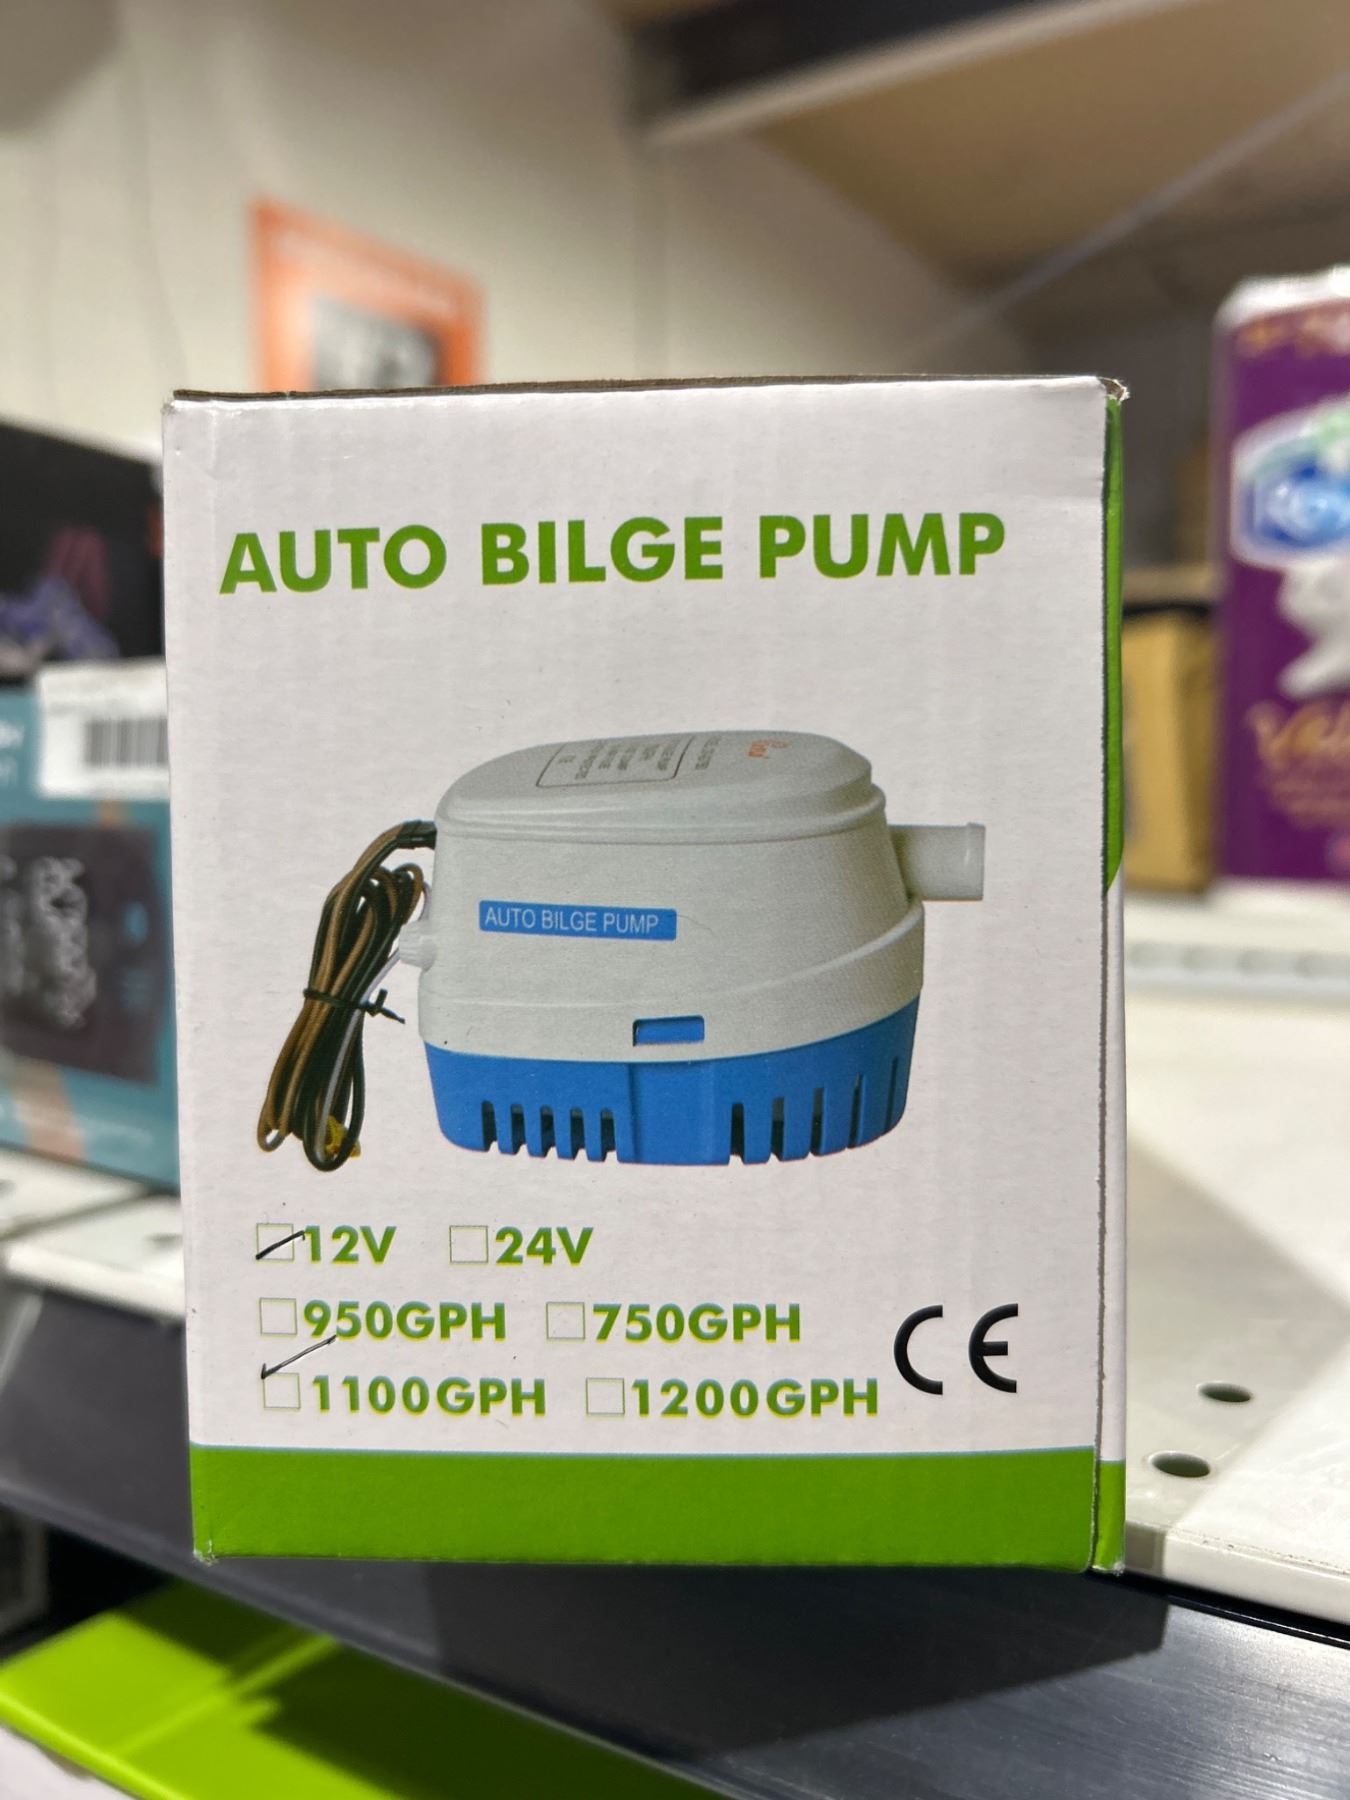 AUTO BILGE PUMP
AUTO BILGE PUMP
12V 24V
950GPH 750GPH
1100GPH 1200GPH
CE